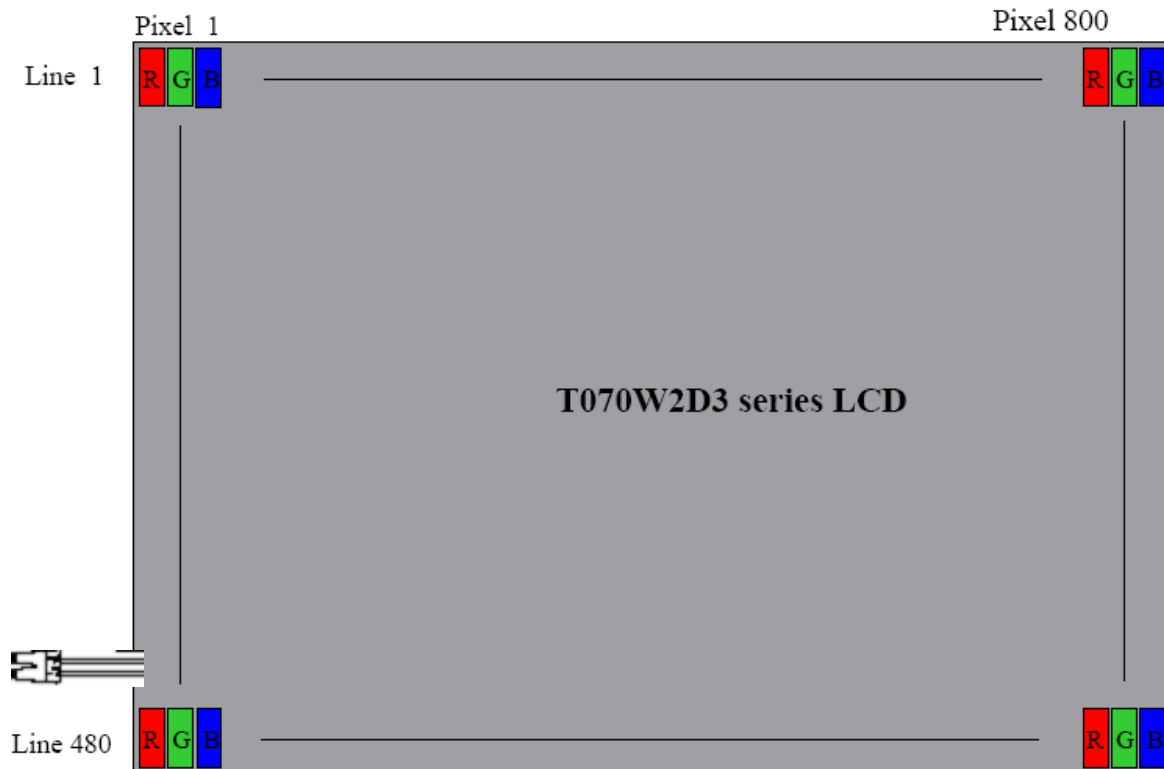 Pixel 1 Pixel 800
Line 1 R G B R G B
T070W2D3 series LCD
Line 480 R G B R G B